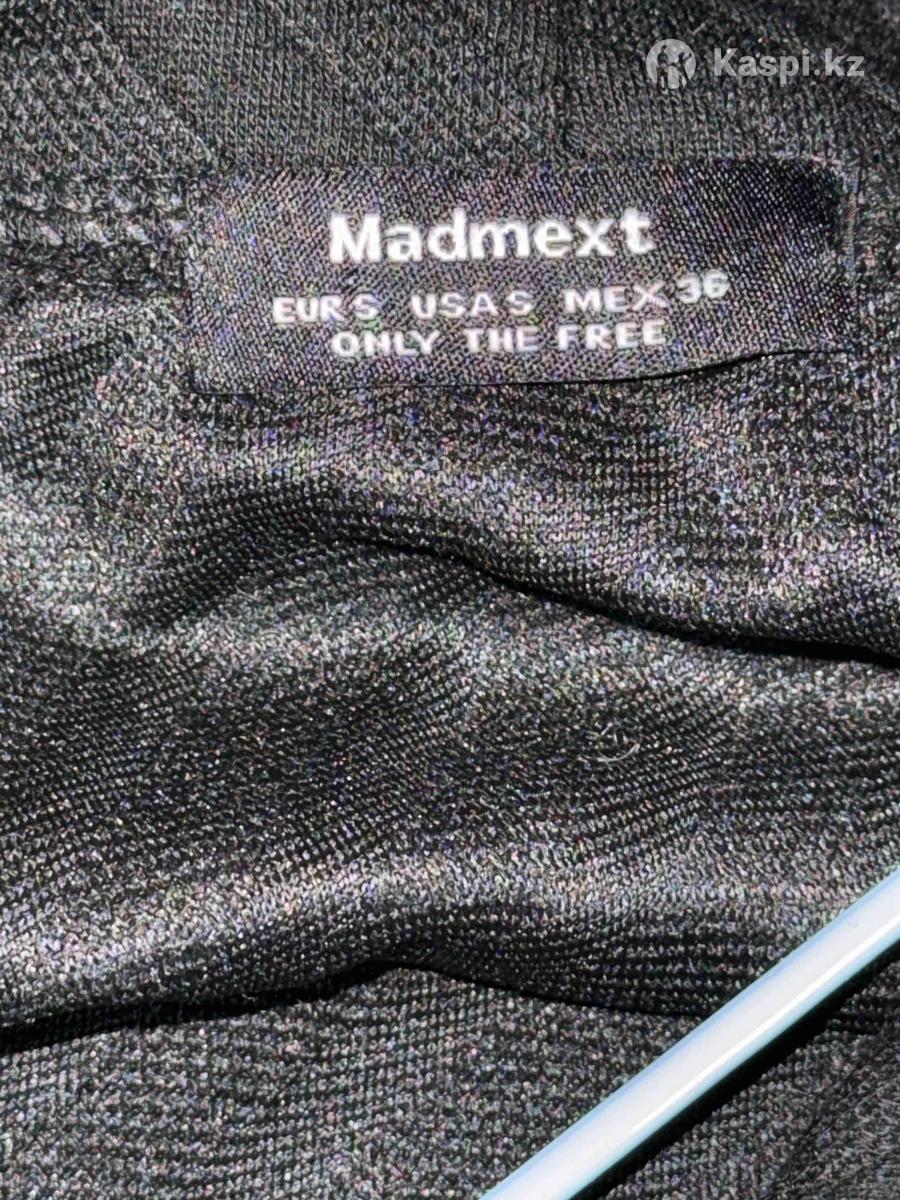 Kaspi.kz
Madmext
EUR S USA S MEX 36
ONLY THE FREE